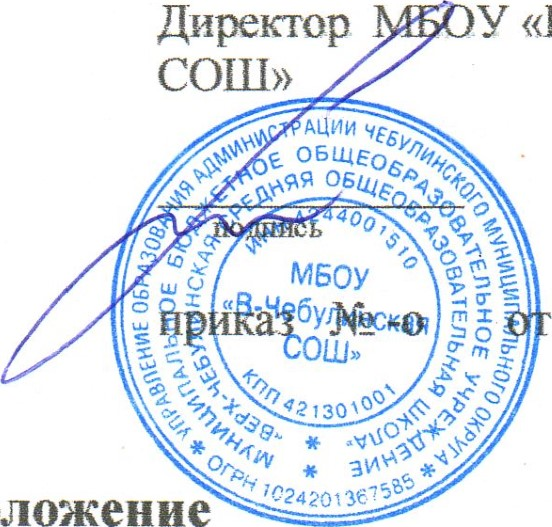 Директор МБОУ «В
СОШ»
подпись
приказ № -о от
оложение
УПРАВЛЕНИЕ ОБРАЗОВАНИЯ АДМИНИСТРАЦИИ ЧЕБУЛИНСКОГО МУНИЦИПАЛЬНОГО ОКРУГА
* ОГРН 1024201367585 *
МУНИЦИПАЛЬНОЕ БЮДЖЕТНОЕ ОБЩЕОБРАЗОВАТЕЛЬНОЕ УЧРЕЖДЕНИЕ *
«ВЕРХ-ЧЕБУЛИНСКАЯ СРЕДНЯЯ ОБЩЕОБРАЗОВАТЕЛЬНАЯ ШКОЛА» *
ИНН 4244001510
МБОУ
«В-Чебулинская
СОШ»
КПП 421301001